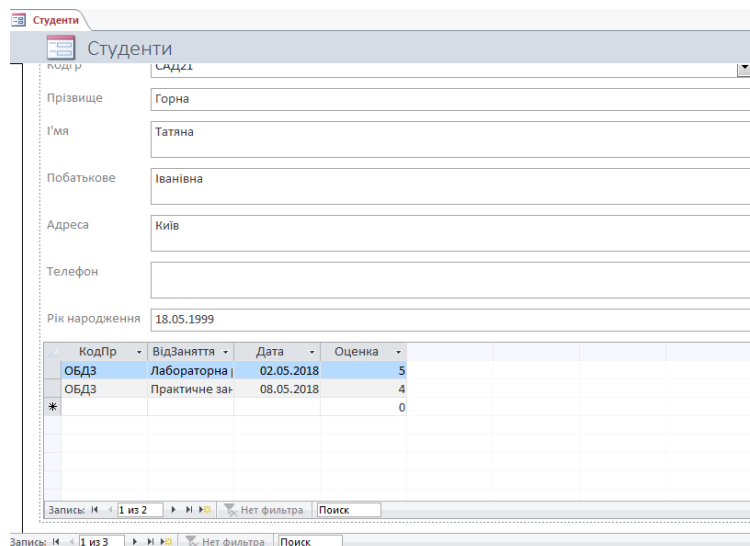 Студенти
Студенти
КодГр САД21
Прізвище Горна
І'мя Татяна
Побатькове Іванівна
Адреса Київ
Телефон
Рік народження 18.05.1999
КодПр ВідЗаняття Дата Оценка
ОБДЗ Лабораторна 02.05.2018 5
ОБДЗ Практичне зан 08.05.2018 4
0
Запись: 1 из 2 Нет фильтра Поиск
Запись: 1 из 3 Нет фильтра Поиск